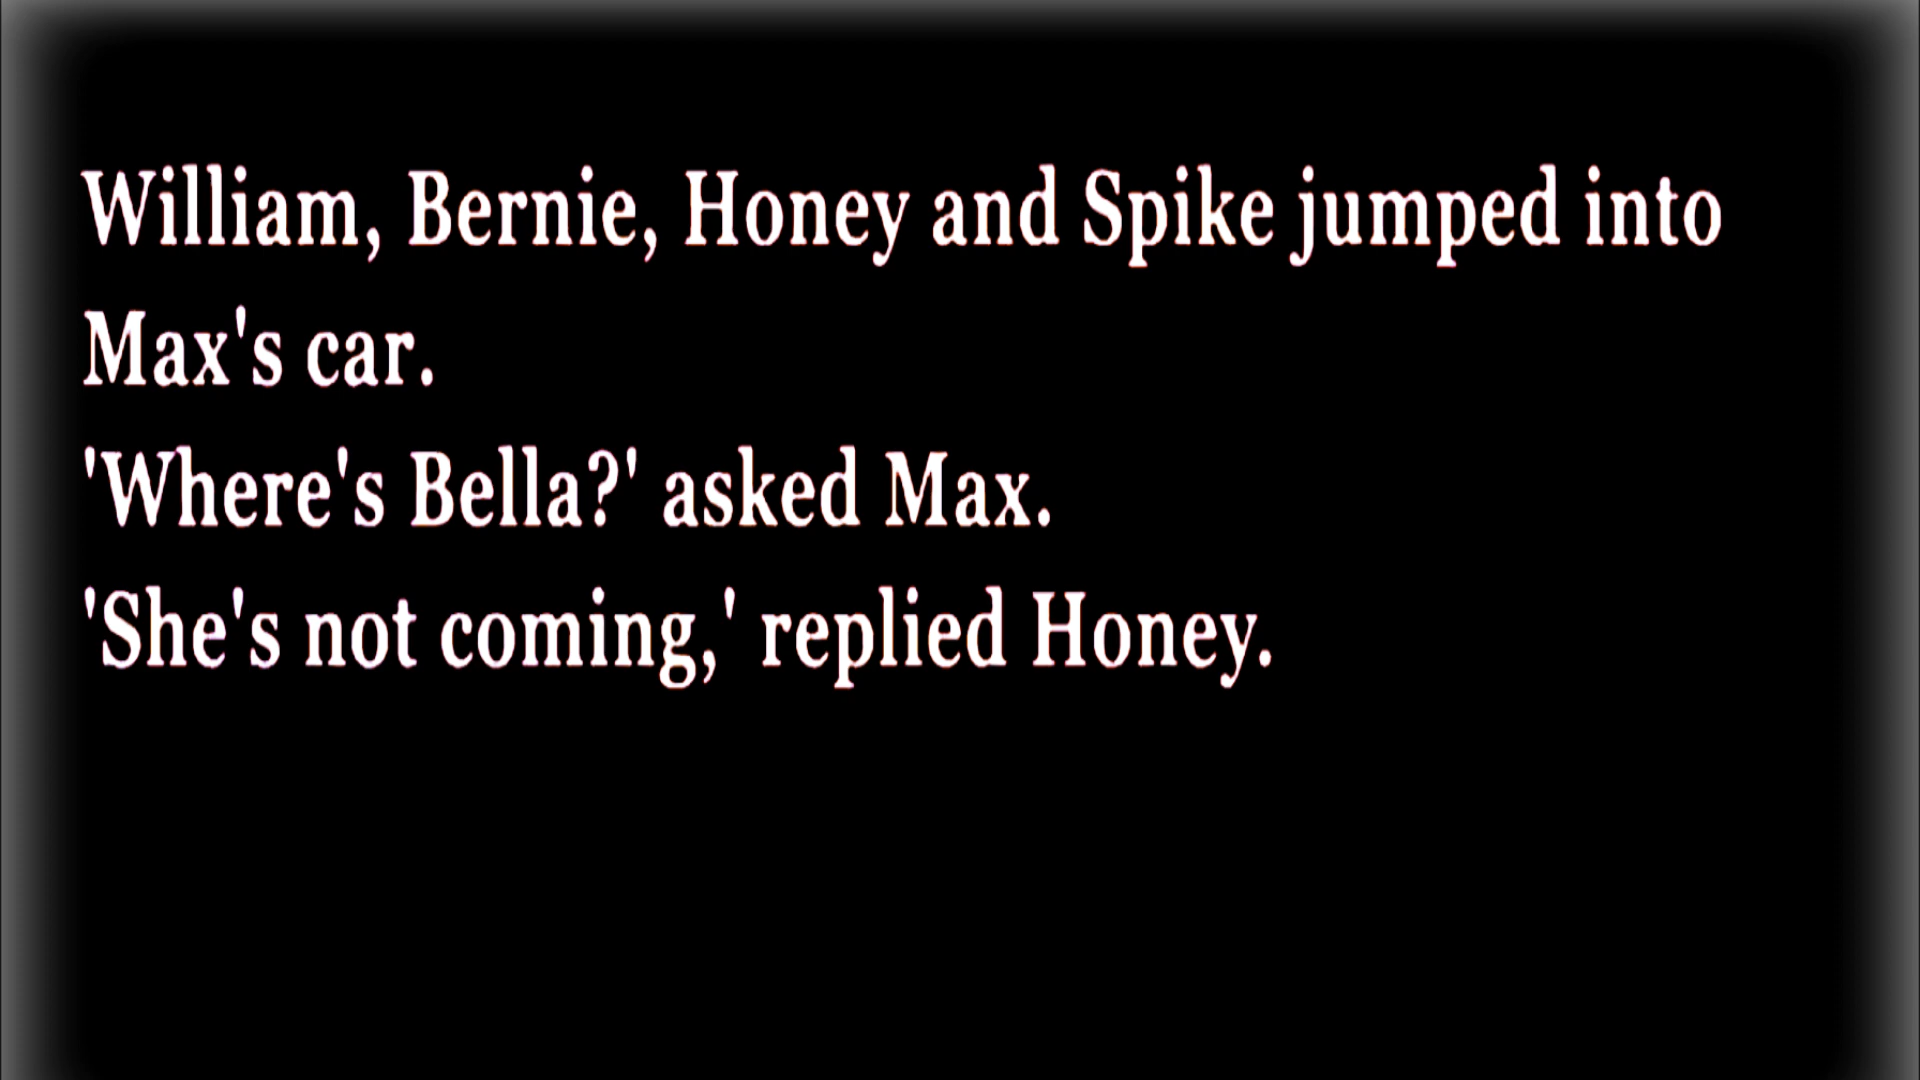 William, Bernie, Honey and Spike jumped into
Max's car.
'Where's Bella?' asked Max.
'She's not coming,' replied Honey.